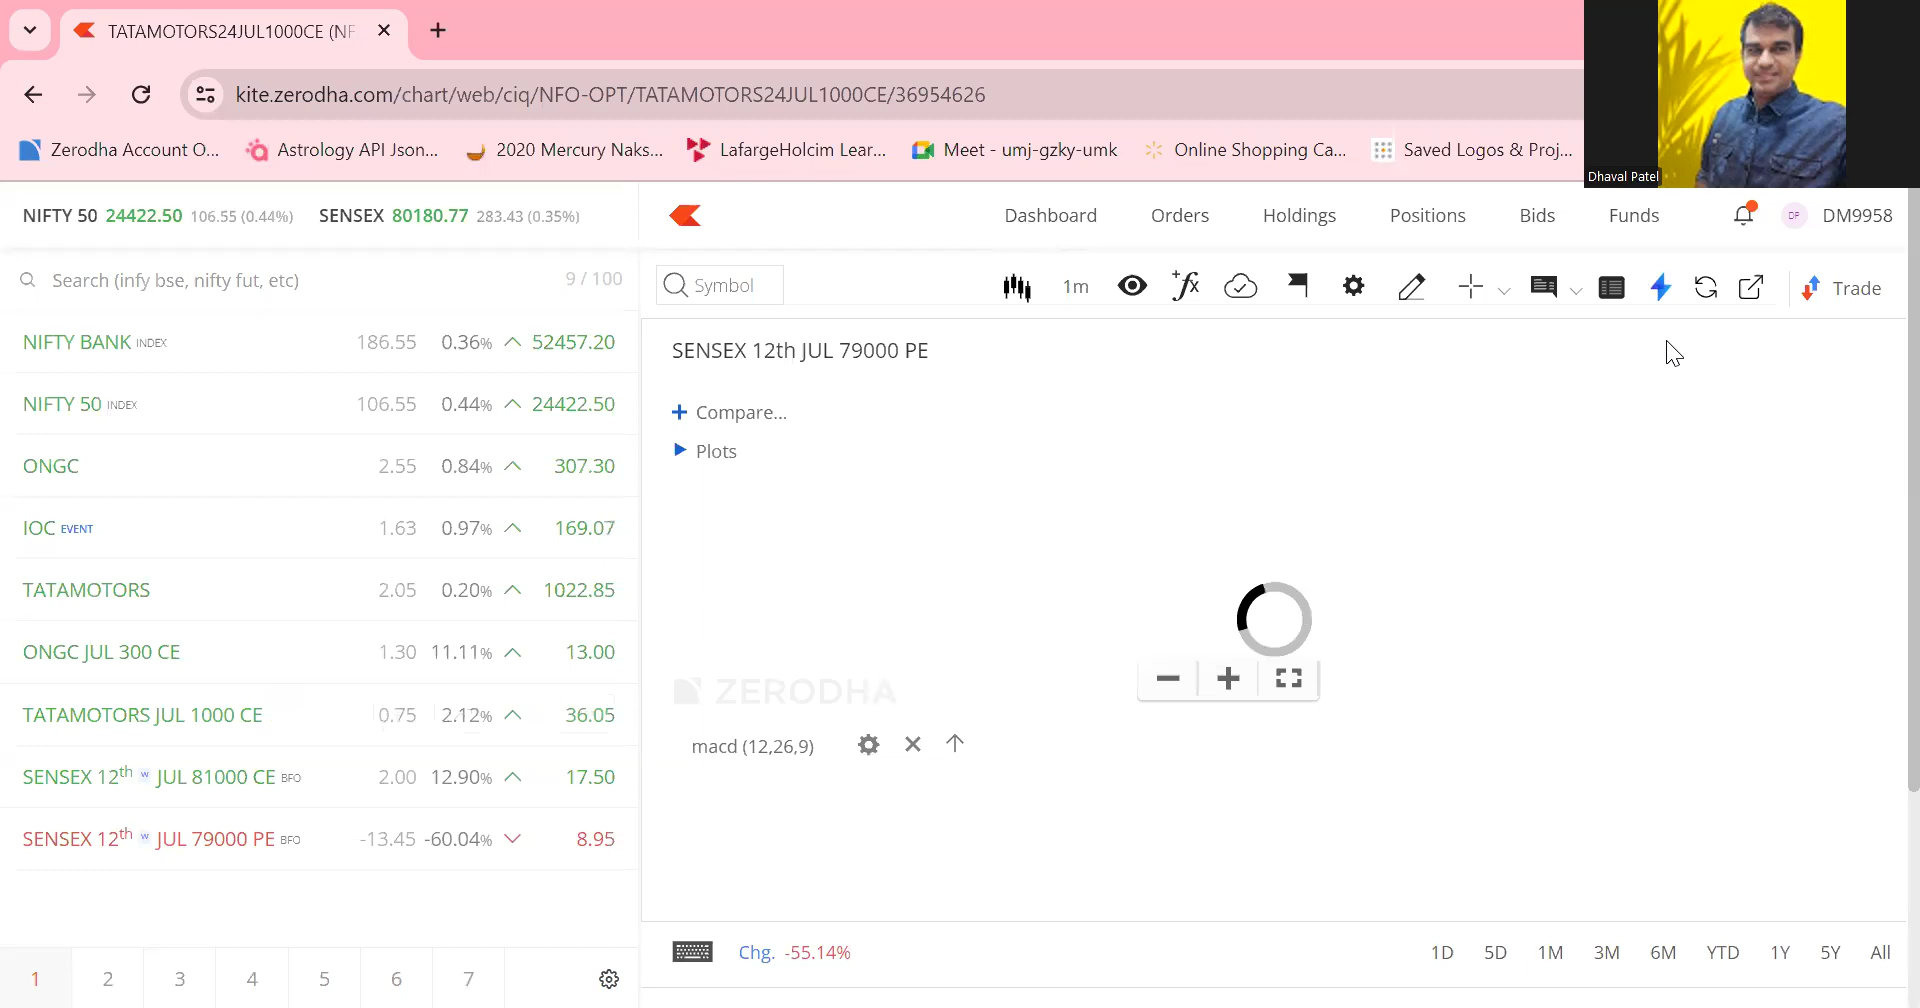 TATAMOTORS24JUL1000CE (NF
kite.zerodha.com/chart/web/ciq/NFO-OPT/TATAMOTORS24JUL1000CE/36954626
Zerodha Account O... Astrology API Json... 2020 Mercury Naks... LafargeHolcim Lear... Meet - umj-gzky-umk Online Shopping Ca... Saved Logos & Proj...
Dhaval Patel
NIFTY 50 24422.50 106.55 (0.44%) SENSEX 80180.77 283.43 (0.35%)
Dashboard Orders Holdings Positions Bids Funds DP DM9958
Search (infy bse, nifty fut, etc) 9 / 100
Symbol 1m Trade
NIFTY BANK INDEX 186.55 0.36% 52457.20
NIFTY 50 INDEX 106.55 0.44% 24422.50
ONGC 2.55 0.84% 307.30
IOC EVENT 1.63 0.97% 169.07
TATAMOTORS 2.05 0.20% 1022.85
ONGC JUL 300 CE 1.30 11.11% 13.00
TATAMOTORS JUL 1000 CE 0.75 2.12% 36.05
SENSEX 12th w JUL 81000 CE BFO 2.00 12.90% 17.50
SENSEX 12th w JUL 79000 PE BFO -13.45 -60.04% 8.95
1 2 3 4 5 6 7
SENSEX 12th JUL 79000 PE
Compare...
Plots
ZERODHA
macd (12,26,9)
Chg. -55.14% 1D 5D 1M 3M 6M YTD 1Y 5Y All